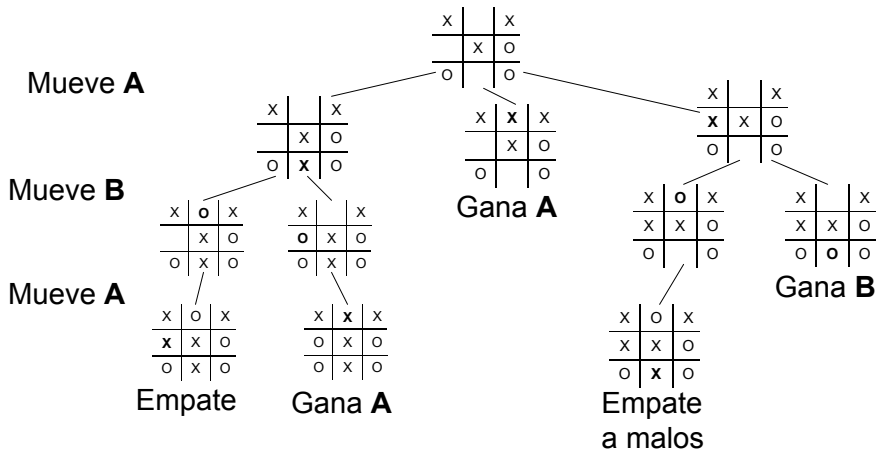 X X
X O
O O
Mueve A
X X
X O
O X O
X X X
X O
O O
Gana A
X X
X X O
O O
Mueve B
X O X
X O
O X O
X X
O X O
O X O
X O X
X X O
O O
X X
X X O
O O O
Gana B
Mueve A
X O X
X X O
O X O
Empate
X X X
O X O
O X O
Gana A
X O X
X X O
O X O
Empate
a malos